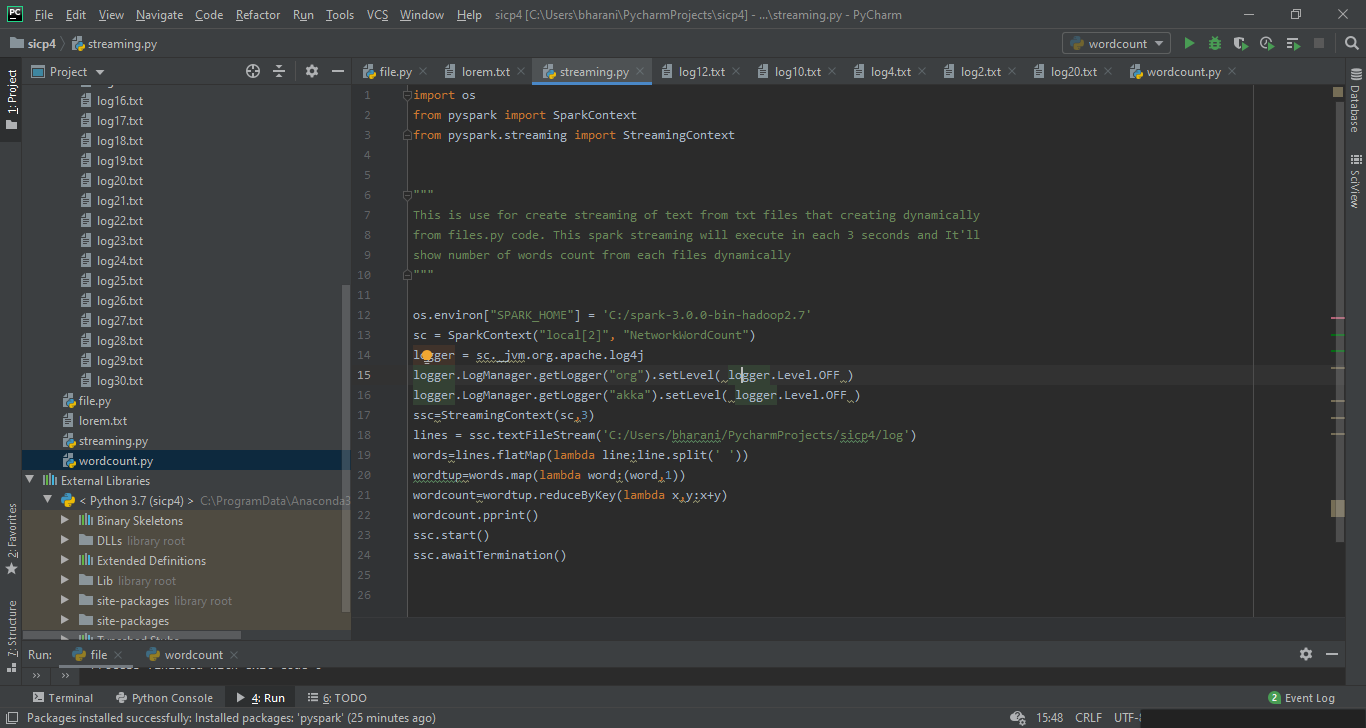 PC File Edit View Navigate Code Refactor Run Tools VCS Window Help sicp4 [C:\Users\bharani\PycharmProjects\sicp4] - ...\streaming.py - PyCharm
sicp4 streaming.py wordcount
Project
file.py lorem.txt streaming.py log12.txt log10.txt log4.txt log2.txt log20.txt wordcount.py
1: Project
log16.txt
log17.txt
log18.txt
log19.txt
log20.txt
log21.txt
log22.txt
log23.txt
log24.txt
log25.txt
log26.txt
log27.txt
log28.txt
log29.txt
log30.txt
file.py
lorem.txt
streaming.py
wordcount.py
External Libraries
< Python 3.7 (sicp4) > C:\ProgramData\Anaconda3
Binary Skeletons
DLLs library root
Extended Definitions
Lib library root
site-packages library root
site-packages
Typeshed Stubs
2: Favorites
7: Structure
1 import os
2 from pyspark import SparkContext
3 from pyspark.streaming import StreamingContext
4
5
6 """
7 This is use for create streaming of text from txt files that creating dynamically
8 from files.py code. This spark streaming will execute in each 3 seconds and It'll
9 show number of words count from each files dynamically
10 """
11
12 os.environ["SPARK_HOME"] = 'C:/spark-3.0.0-bin-hadoop2.7'
13 sc = SparkContext("local[2]", "NetworkWordCount")
14 logger = sc._jvm.org.apache.log4j
15 logger.LogManager.getLogger("org").setLevel( logger.Level.OFF )
16 logger.LogManager.getLogger("akka").setLevel( logger.Level.OFF )
17 ssc=StreamingContext(sc,3)
18 lines = ssc.textFileStream('C:/Users/bharani/PycharmProjects/sicp4/log')
19 words=lines.flatMap(lambda line:line.split(' '))
20 wordtup=words.map(lambda word:(word,1))
21 wordcount=wordtup.reduceByKey(lambda x,y:x+y)
22 wordcount.pprint()
23 ssc.start()
24 ssc.awaitTermination()
25
26
Database
SciView
Run: file wordcount
Terminal Python Console 4: Run 6: TODO 2 Event Log
Packages installed successfully: Installed packages: 'pyspark' (25 minutes ago) 15:48 CRLF